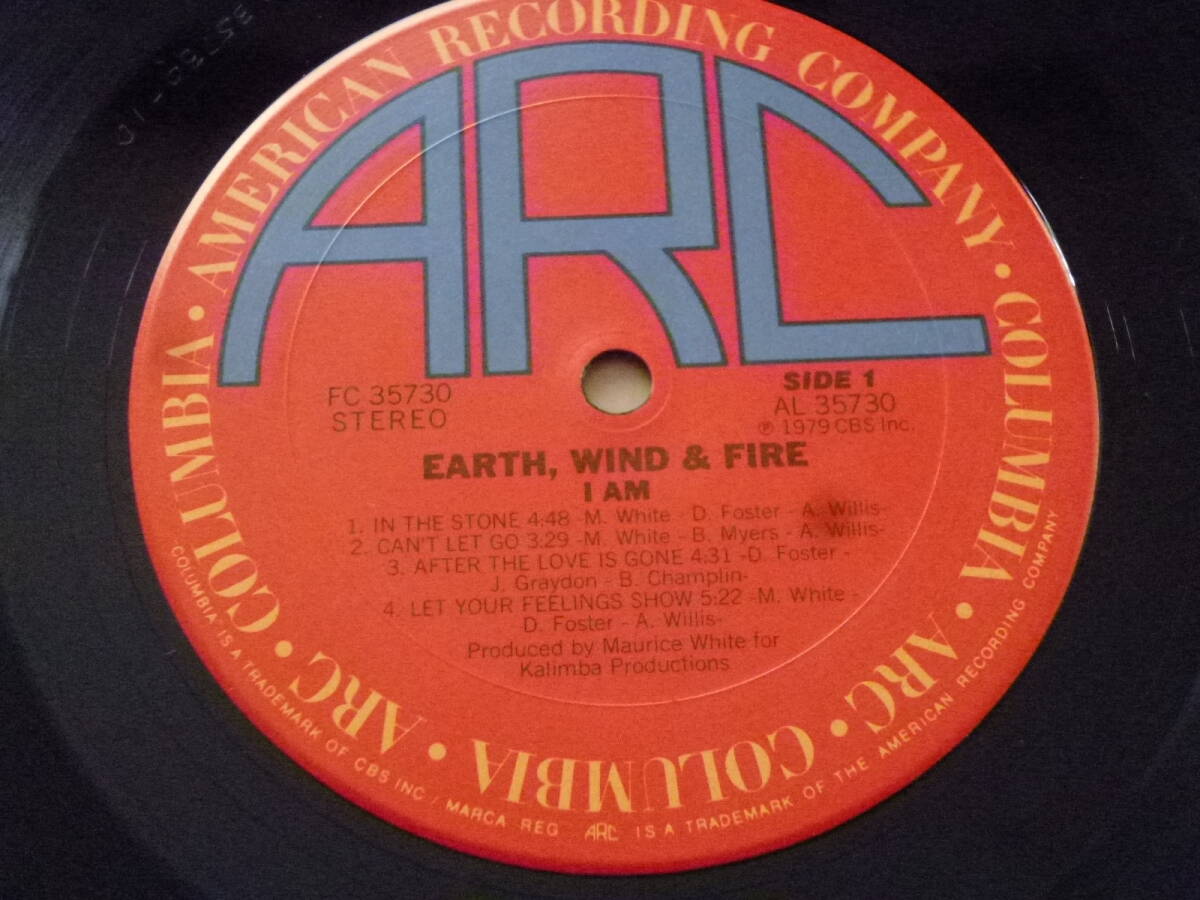 AMERICAN RECORDING COMPANY • COLUMBIA • ARC • COLUMBIA • ARC • COLUMBIA •
ARC
FC 35730
STEREO
SIDE 1
AL 35730
℗ 1979 CBS Inc.
EARTH, WIND & FIRE
I AM
1. IN THE STONE 4:48 -M. White - D. Foster - A. Willis-
2. CAN'T LET GO 3:29 -M. White - B. Myers - A. Willis-
3. AFTER THE LOVE IS GONE 4:31 -D. Foster -
J. Graydon - B. Champlin-
4. LET YOUR FEELINGS SHOW 5:22 -M. White -
D. Foster - A. Willis-
Produced by Maurice White for
Kalimba Productions
COLUMBIA IS A TRADEMARK OF CBS INC / MARCA REG ARC IS A TRADEMARK OF THE AMERICAN RECORDING COMPANY